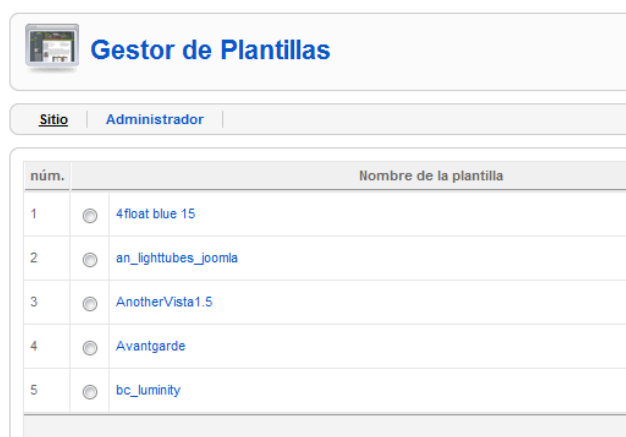 Gestor de Plantillas
Sitio Administrador
núm. Nombre de la plantilla
1 4float blue 15
2 an_lighttubes_joomla
3 AnotherVista1.5
4 Avantgarde
5 bc_luminity